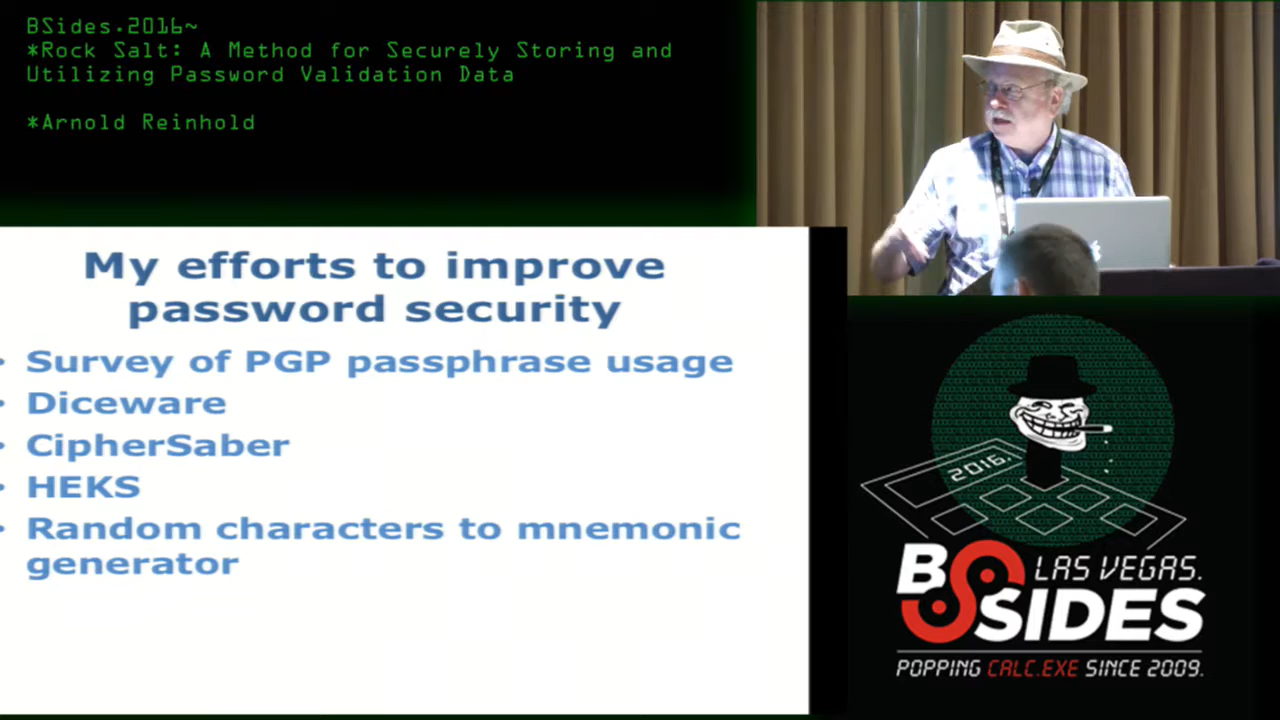 BSides.2016~
*Rock Salt: A Method for Securely Storing and
Utilizing Password Validation Data
*Arnold Reinhold
My efforts to improve
password security
• Survey of PGP passphrase usage
• Diceware
• CipherSaber
• HEKS
• Random characters to mnemonic
generator
2016.
BSIDES
LAS VEGAS.
POPPING CALC.EXE SINCE 2009.